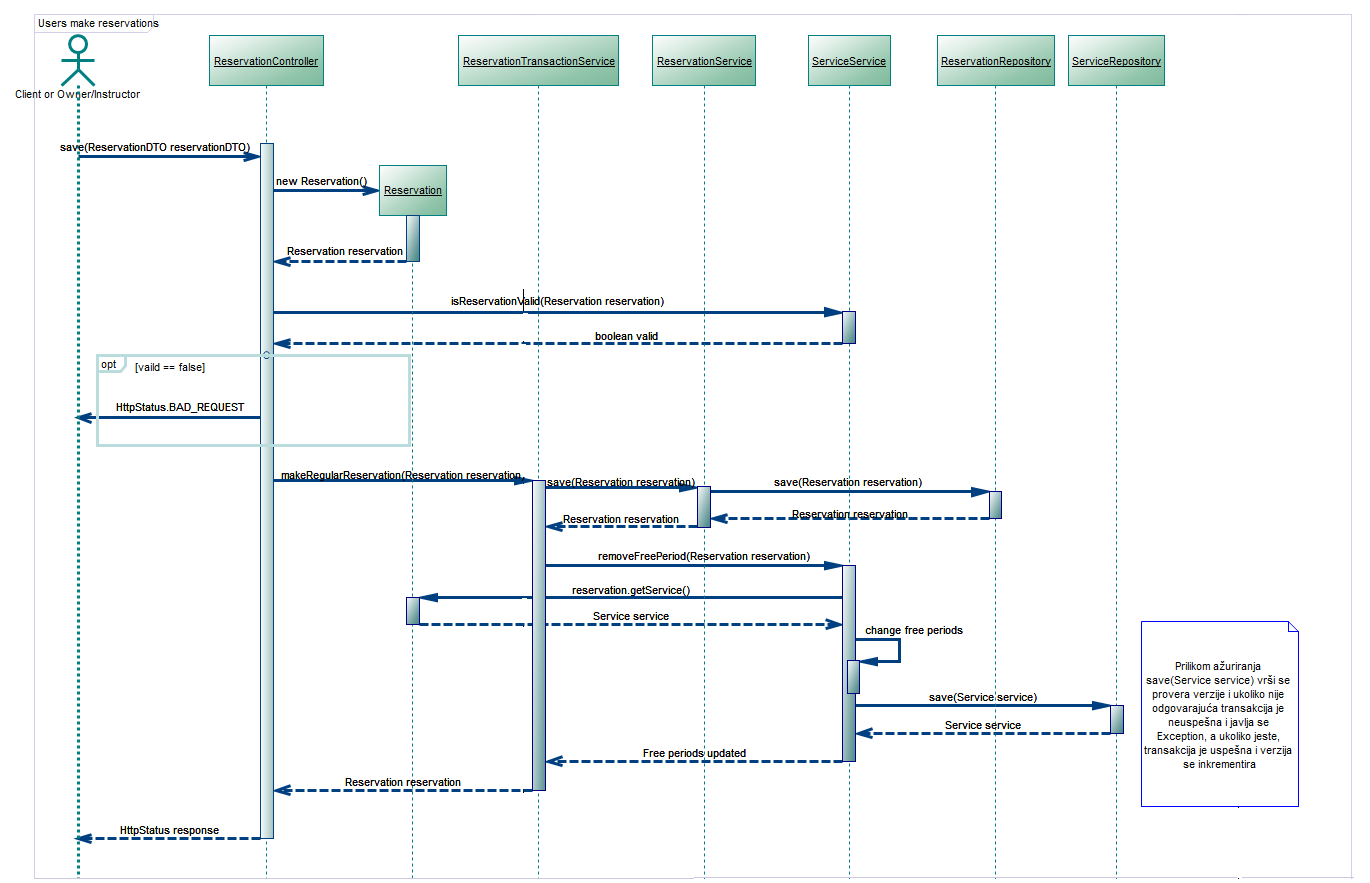 Users make reservations
Client or Owner/Instructor
ReservationController
ReservationTransactionService
ReservationService
ServiceService
ReservationRepository
ServiceRepository
save(ReservationDTO reservationDTO)
new Reservation()
Reservation
Reservation reservation
isReservationValid(Reservation reservation)
boolean valid
opt
[vaild == false]
HttpStatus.BAD_REQUEST
makeRegularReservation(Reservation reservation
save(Reservation reservation)
save(Reservation reservation)
Reservation reservation
Reservation reservation
removeFreePeriod(Reservation reservation)
reservation.getService()
Service service
change free periods
save(Service service)
Service service
Free periods updated
Reservation reservation
HttpStatus response
Prilikom ažuriranja
save(Service service) vrši se
provera verzije i ukoliko nije
odgovarajuća transakcija je
neuspešna i javlja se
Exception, a ukoliko jeste,
transakcija je uspešna i verzija
se inkrementira